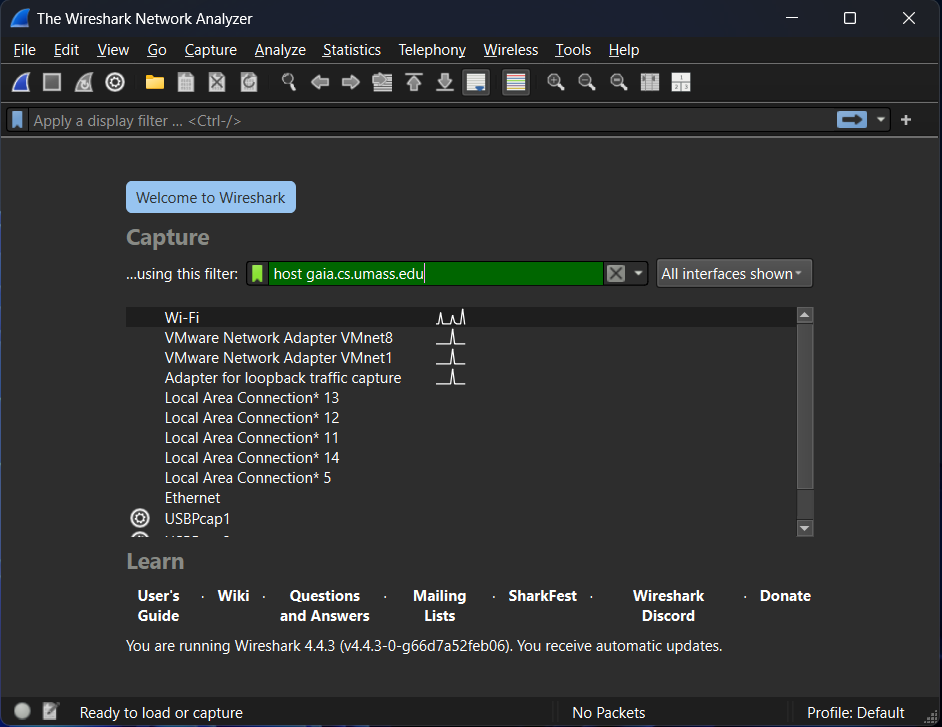 The Wireshark Network Analyzer
File Edit View Go Capture Analyze Statistics Telephony Wireless Tools Help
Apply a display filter ... <Ctrl-/>
Welcome to Wireshark
Capture
...using this filter: host gaia.cs.umass.edu All interfaces shown
Wi-Fi
VMware Network Adapter VMnet8
VMware Network Adapter VMnet1
Adapter for loopback traffic capture
Local Area Connection* 13
Local Area Connection* 12
Local Area Connection* 11
Local Area Connection* 14
Local Area Connection* 5
Ethernet
USBPcap1
Learn
User's Guide · Wiki · Questions and Answers · Mailing Lists · SharkFest · Wireshark Discord · Donate
You are running Wireshark 4.4.3 (v4.4.3-0-g66d7a52feb06). You receive automatic updates.
Ready to load or capture No Packets Profile: Default